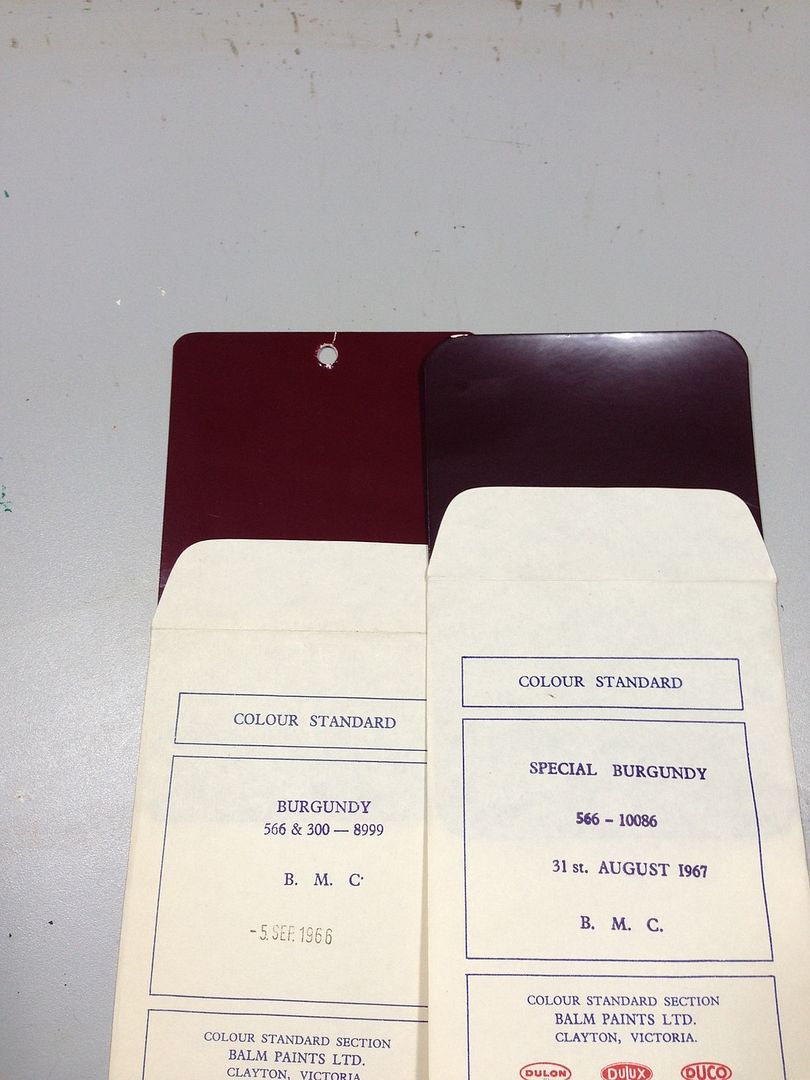 COLOUR STANDARD
BURGUNDY
566 & 300 — 8999
B. M. C.
-5. SEP. 1966
COLOUR STANDARD SECTION
BALM PAINTS LTD.
CLAYTON, VICTORIA.
COLOUR STANDARD
SPECIAL BURGUNDY
566 - 10086
31 st. AUGUST 1967
B. M. C.
COLOUR STANDARD SECTION
BALM PAINTS LTD.
CLAYTON, VICTORIA.
DULON DULUX DUCO